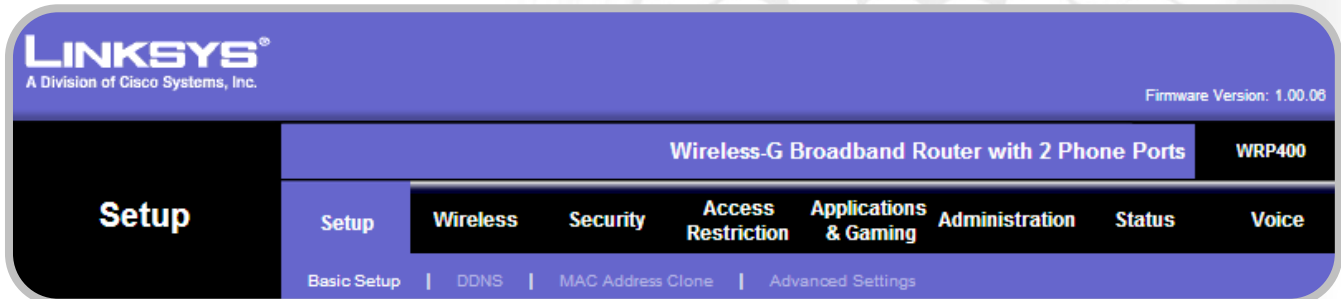 LINKSYS®
A Division of Cisco Systems, Inc.
Firmware Version: 1.00.06
Wireless-G Broadband Router with 2 Phone Ports WRP400
Setup
Setup Wireless Security Access Restriction Applications & Gaming Administration Status Voice
Basic Setup | DDNS | MAC Address Clone | Advanced Settings